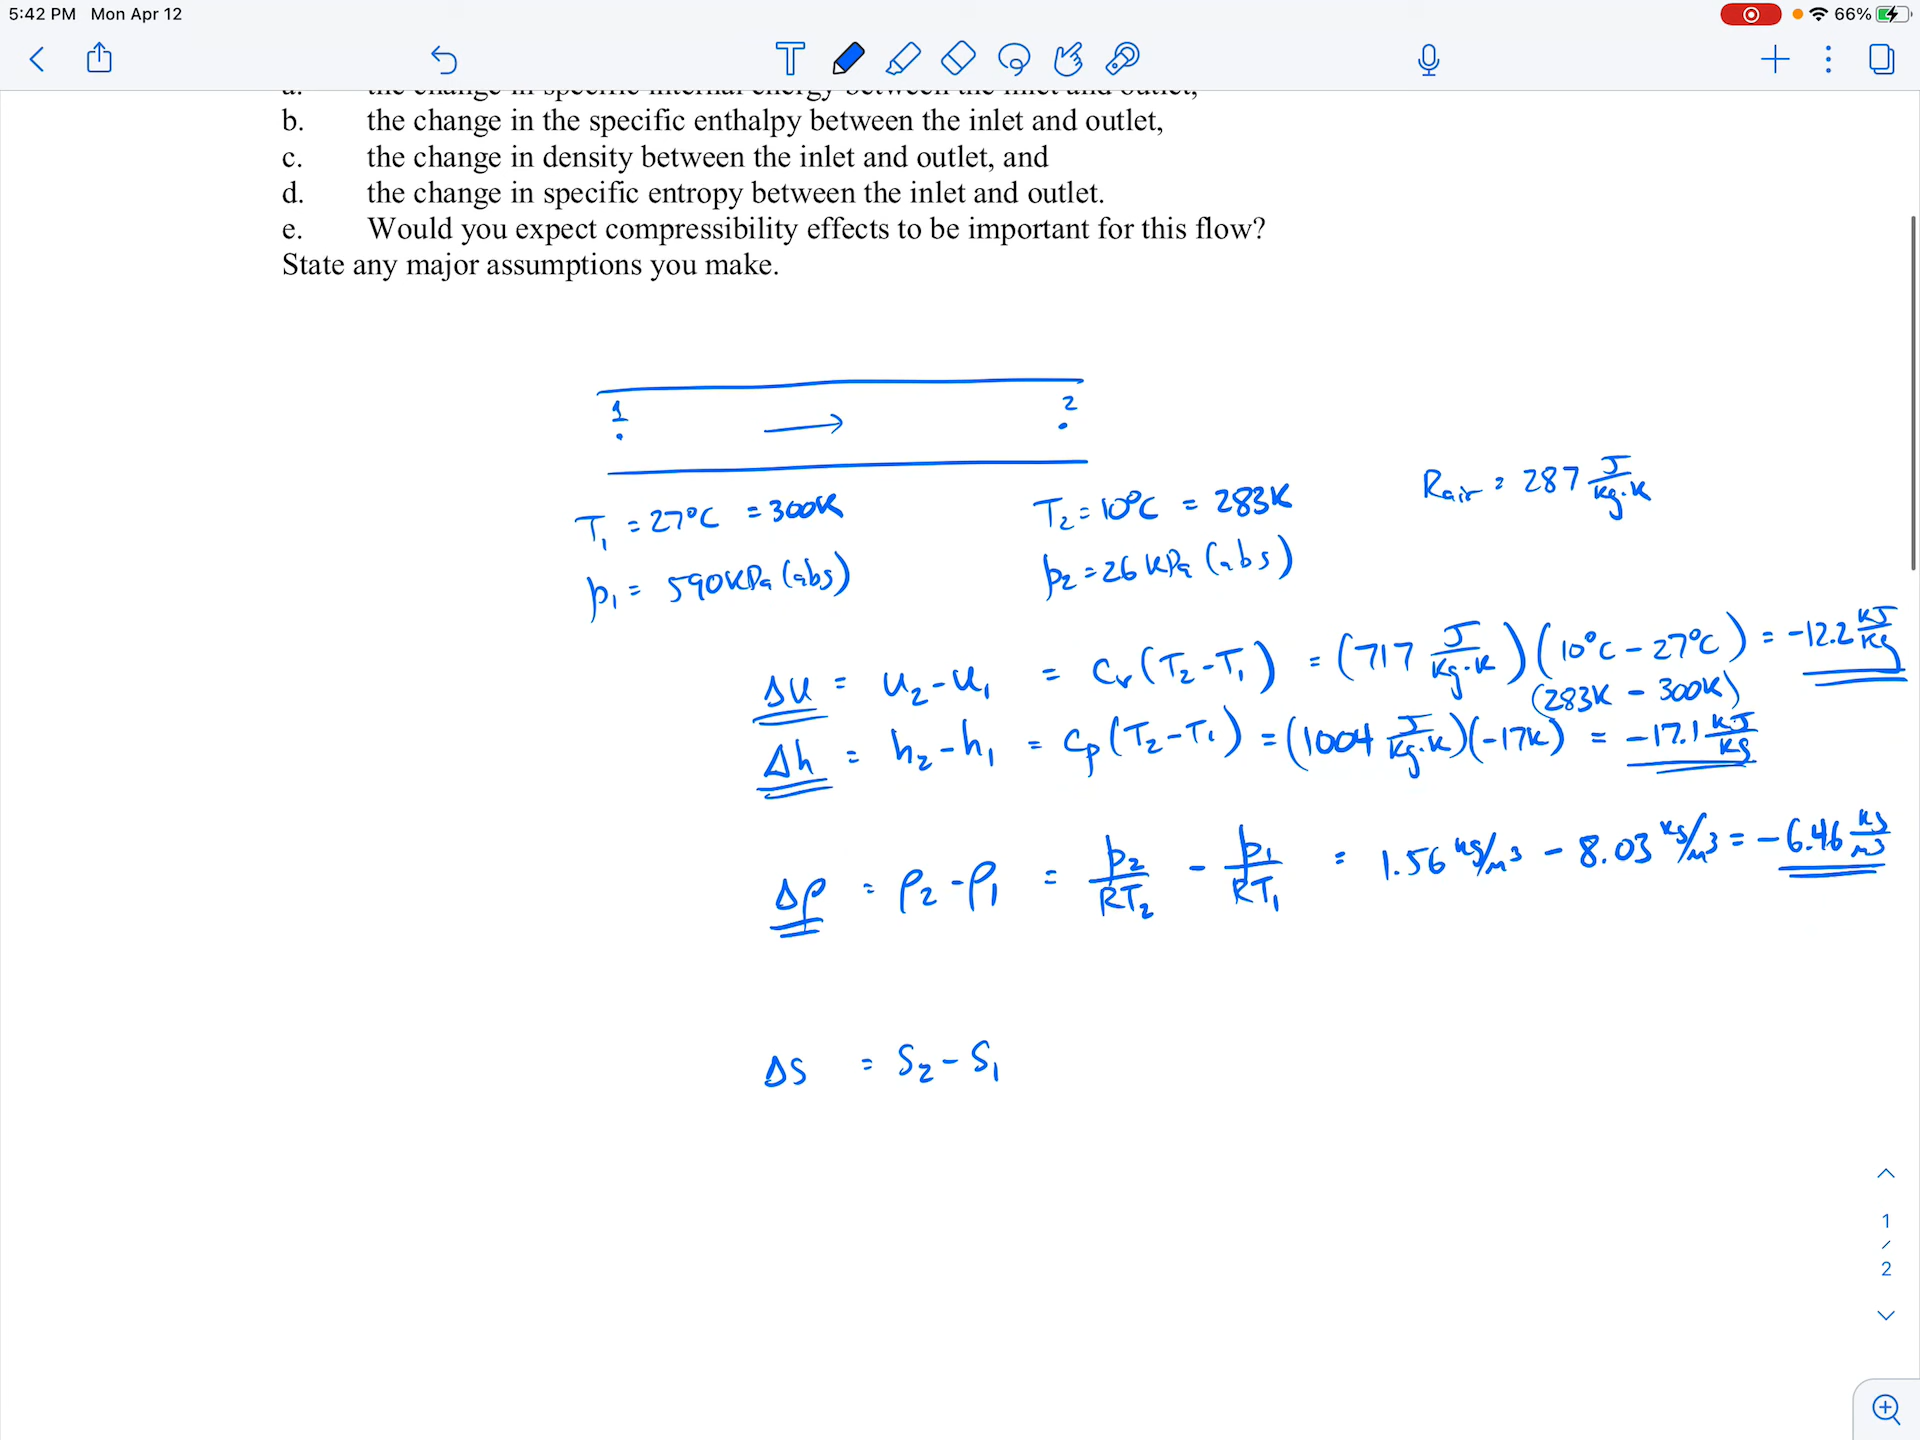 5:42 PM Mon Apr 12
66%
b. the change in the specific enthalpy between the inlet and outlet,
c. the change in density between the inlet and outlet, and
d. the change in specific entropy between the inlet and outlet.
e. Would you expect compressibility effects to be important for this flow?
State any major assumptions you make.
1 2
T₁ = 27°C = 300K T₂ = 10°C = 283K Rair = 287 J/kg·K
p₁ = 590 kPa (abs) p₂ = 26 kPa (abs)
Δu = u₂ - u₁ = Cv (T₂ - T₁) = (717 J/kg·K) (10°C - 27°C) = -12.2 kJ/kg
(283K - 300K)
Δh = h₂ - h₁ = Cp (T₂ - T₁) = (1004 J/kg·K)(-17K) = -17.1 kJ/kg
Δρ = ρ₂ - ρ₁ = p₂/RT₂ - p₁/RT₁ = 1.56 kg/m³ - 8.03 kg/m³ = -6.46 kg/m³
Δs = S₂ - S₁
1
/
2